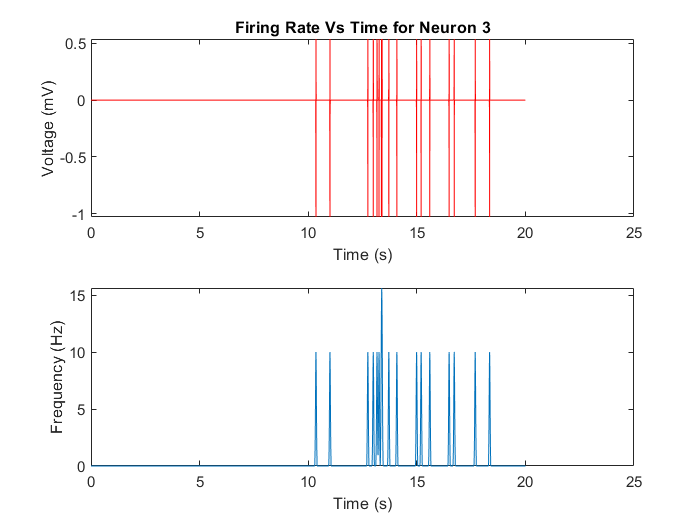 Firing Rate Vs Time for Neuron 3
0.5
0
-0.5
-1
Voltage (mV)
0 5 10 15 20 25
Time (s)
15
10
5
0
Frequency (Hz)
0 5 10 15 20 25
Time (s)